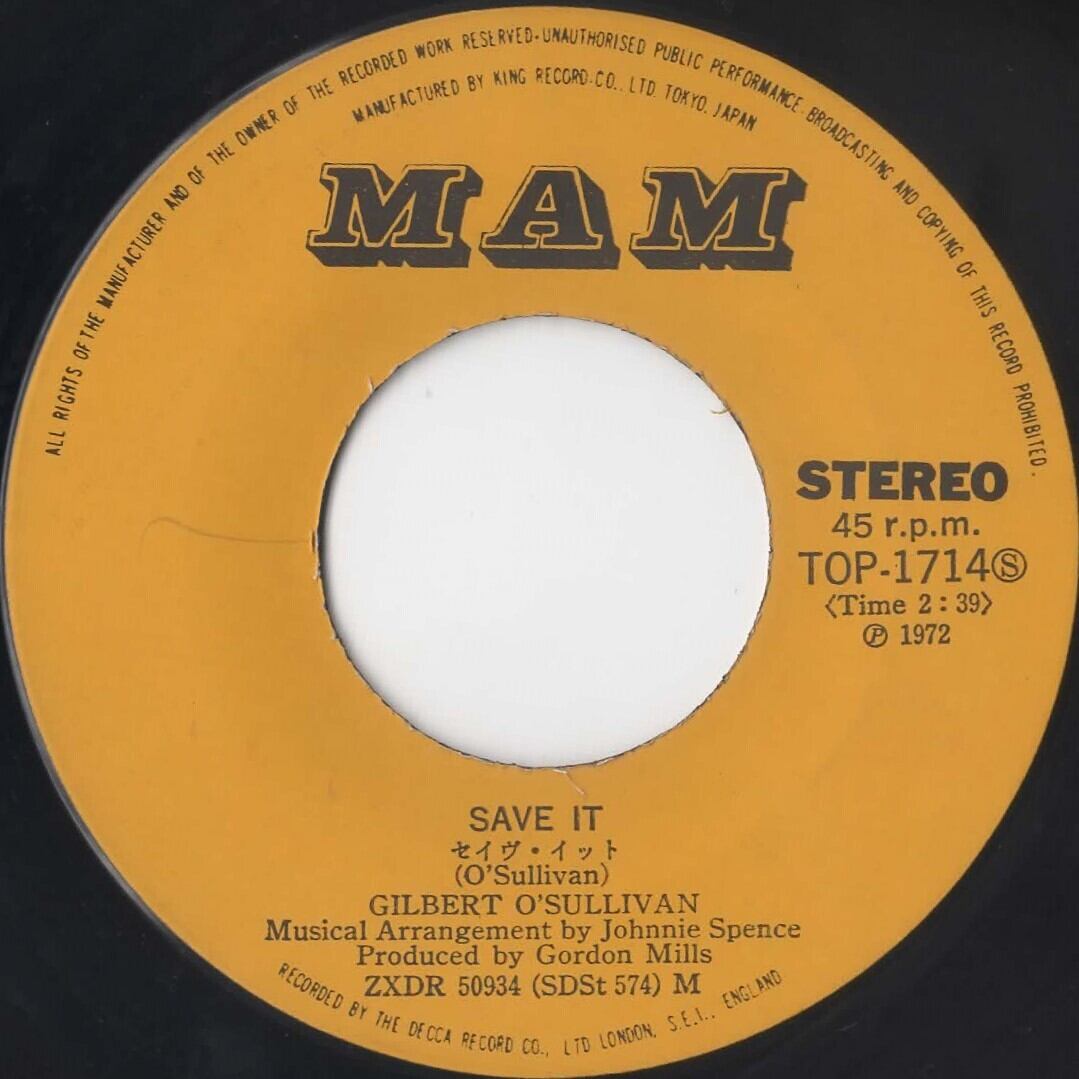 ALL RIGHTS OF THE MANUFACTURER AND OF THE OWNER OF THE RECORDED WORK RESERVED·UNAUTHORISED PUBLIC PERFORMANCE·BROADCASTING AND COPYING OF THIS RECORD PROHIBITED.
MANUFACTURED BY KING RECORD·CO., LTD. TOKYO. JAPAN
MAM
STEREO
45 r.p.m.
TOP-1714Ⓢ
〈Time 2:39〉
Ⓟ 1972
SAVE IT
セイヴ・イット
(O'Sullivan)
GILBERT O'SULLIVAN
Musical Arrangement by Johnnie Spence
Produced by Gordon Mills
ZXDR 50934 (SDSt 574) M
RECORDED BY THE DECCA RECORD CO., LTD LONDON. S.E.I., ENGLAND